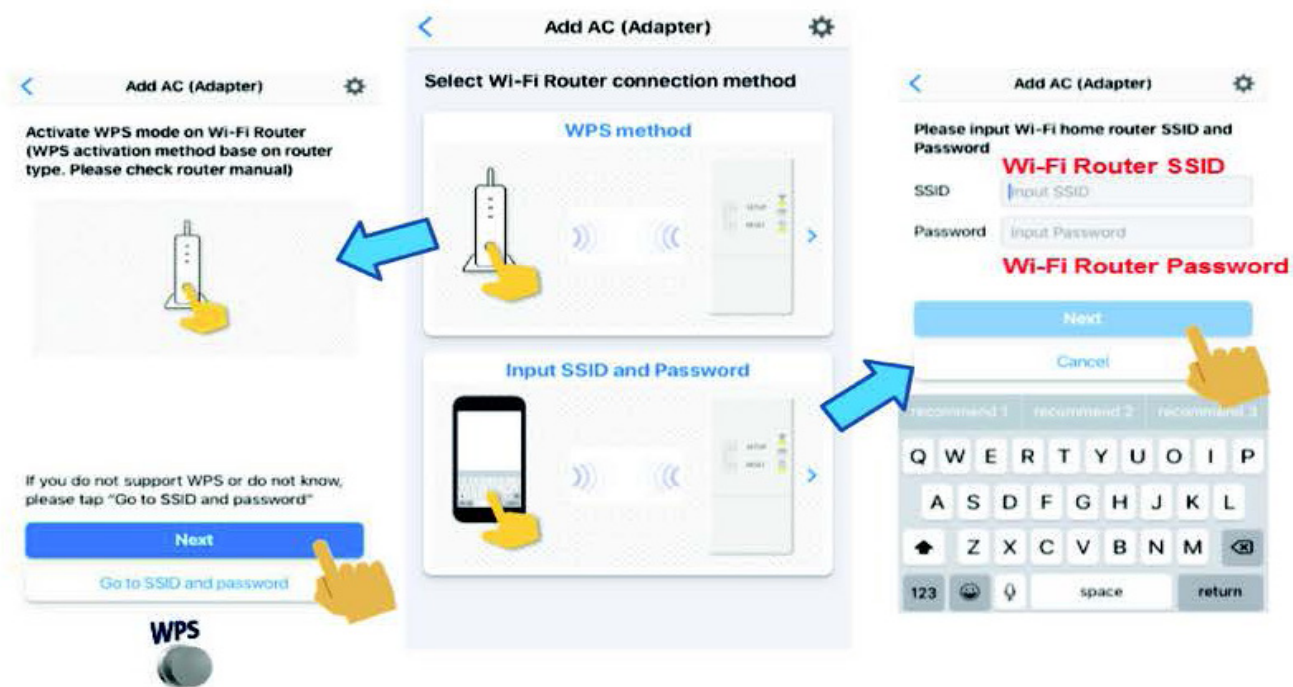 Add AC (Adapter)
Activate WPS mode on Wi-Fi Router
(WPS activation method base on router
type. Please check router manual)
If you do not support WPS or do not know,
please tap "Go to SSID and password"
Next
Go to SSID and password
WPS
Add AC (Adapter)
Select Wi-Fi Router connection method
WPS method
SETUP
RESET
Input SSID and Password
SETUP
RESET
Add AC (Adapter)
Please input Wi-Fi home router SSID and
Password
Wi-Fi Router SSID
SSID Input SSID
Password Input Password
Wi-Fi Router Password
Next
Cancel
recommend 1 recommend 2 recommend 3
Q W E R T Y U O I P
A S D F G H J K L
Z X C V B N M
123 space return